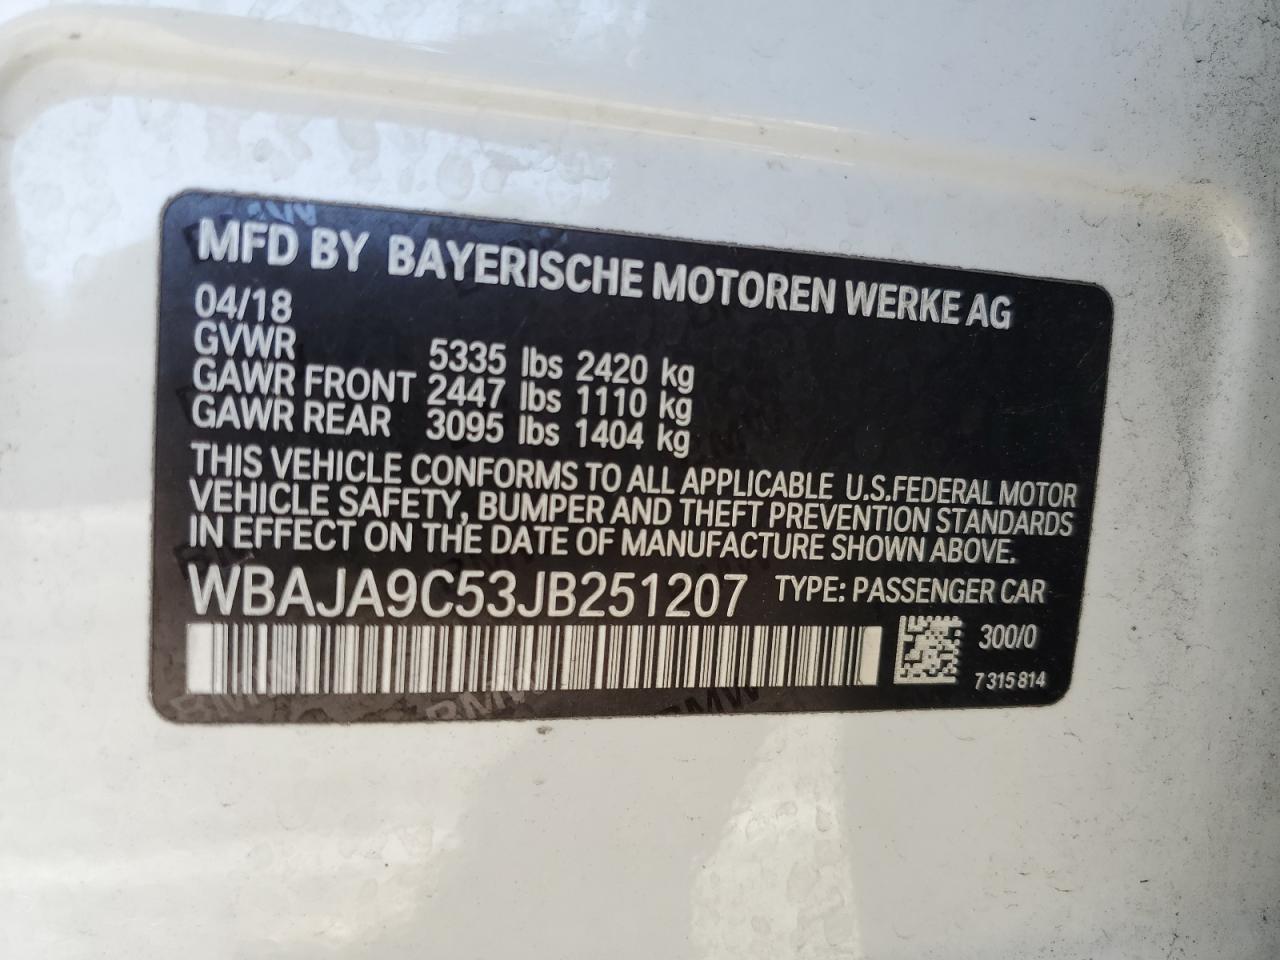 MFD BY BAYERISCHE MOTOREN WERKE AG
04/18
GVWR 5335 lbs 2420 kg
GAWR FRONT 2447 lbs 1110 kg
GAWR REAR 3095 lbs 1404 kg
THIS VEHICLE CONFORMS TO ALL APPLICABLE U.S.FEDERAL MOTOR
VEHICLE SAFETY, BUMPER AND THEFT PREVENTION STANDARDS
IN EFFECT ON THE DATE OF MANUFACTURE SHOWN ABOVE.
WBAJA9C53JB251207 TYPE: PASSENGER CAR
300/0
7 315 814